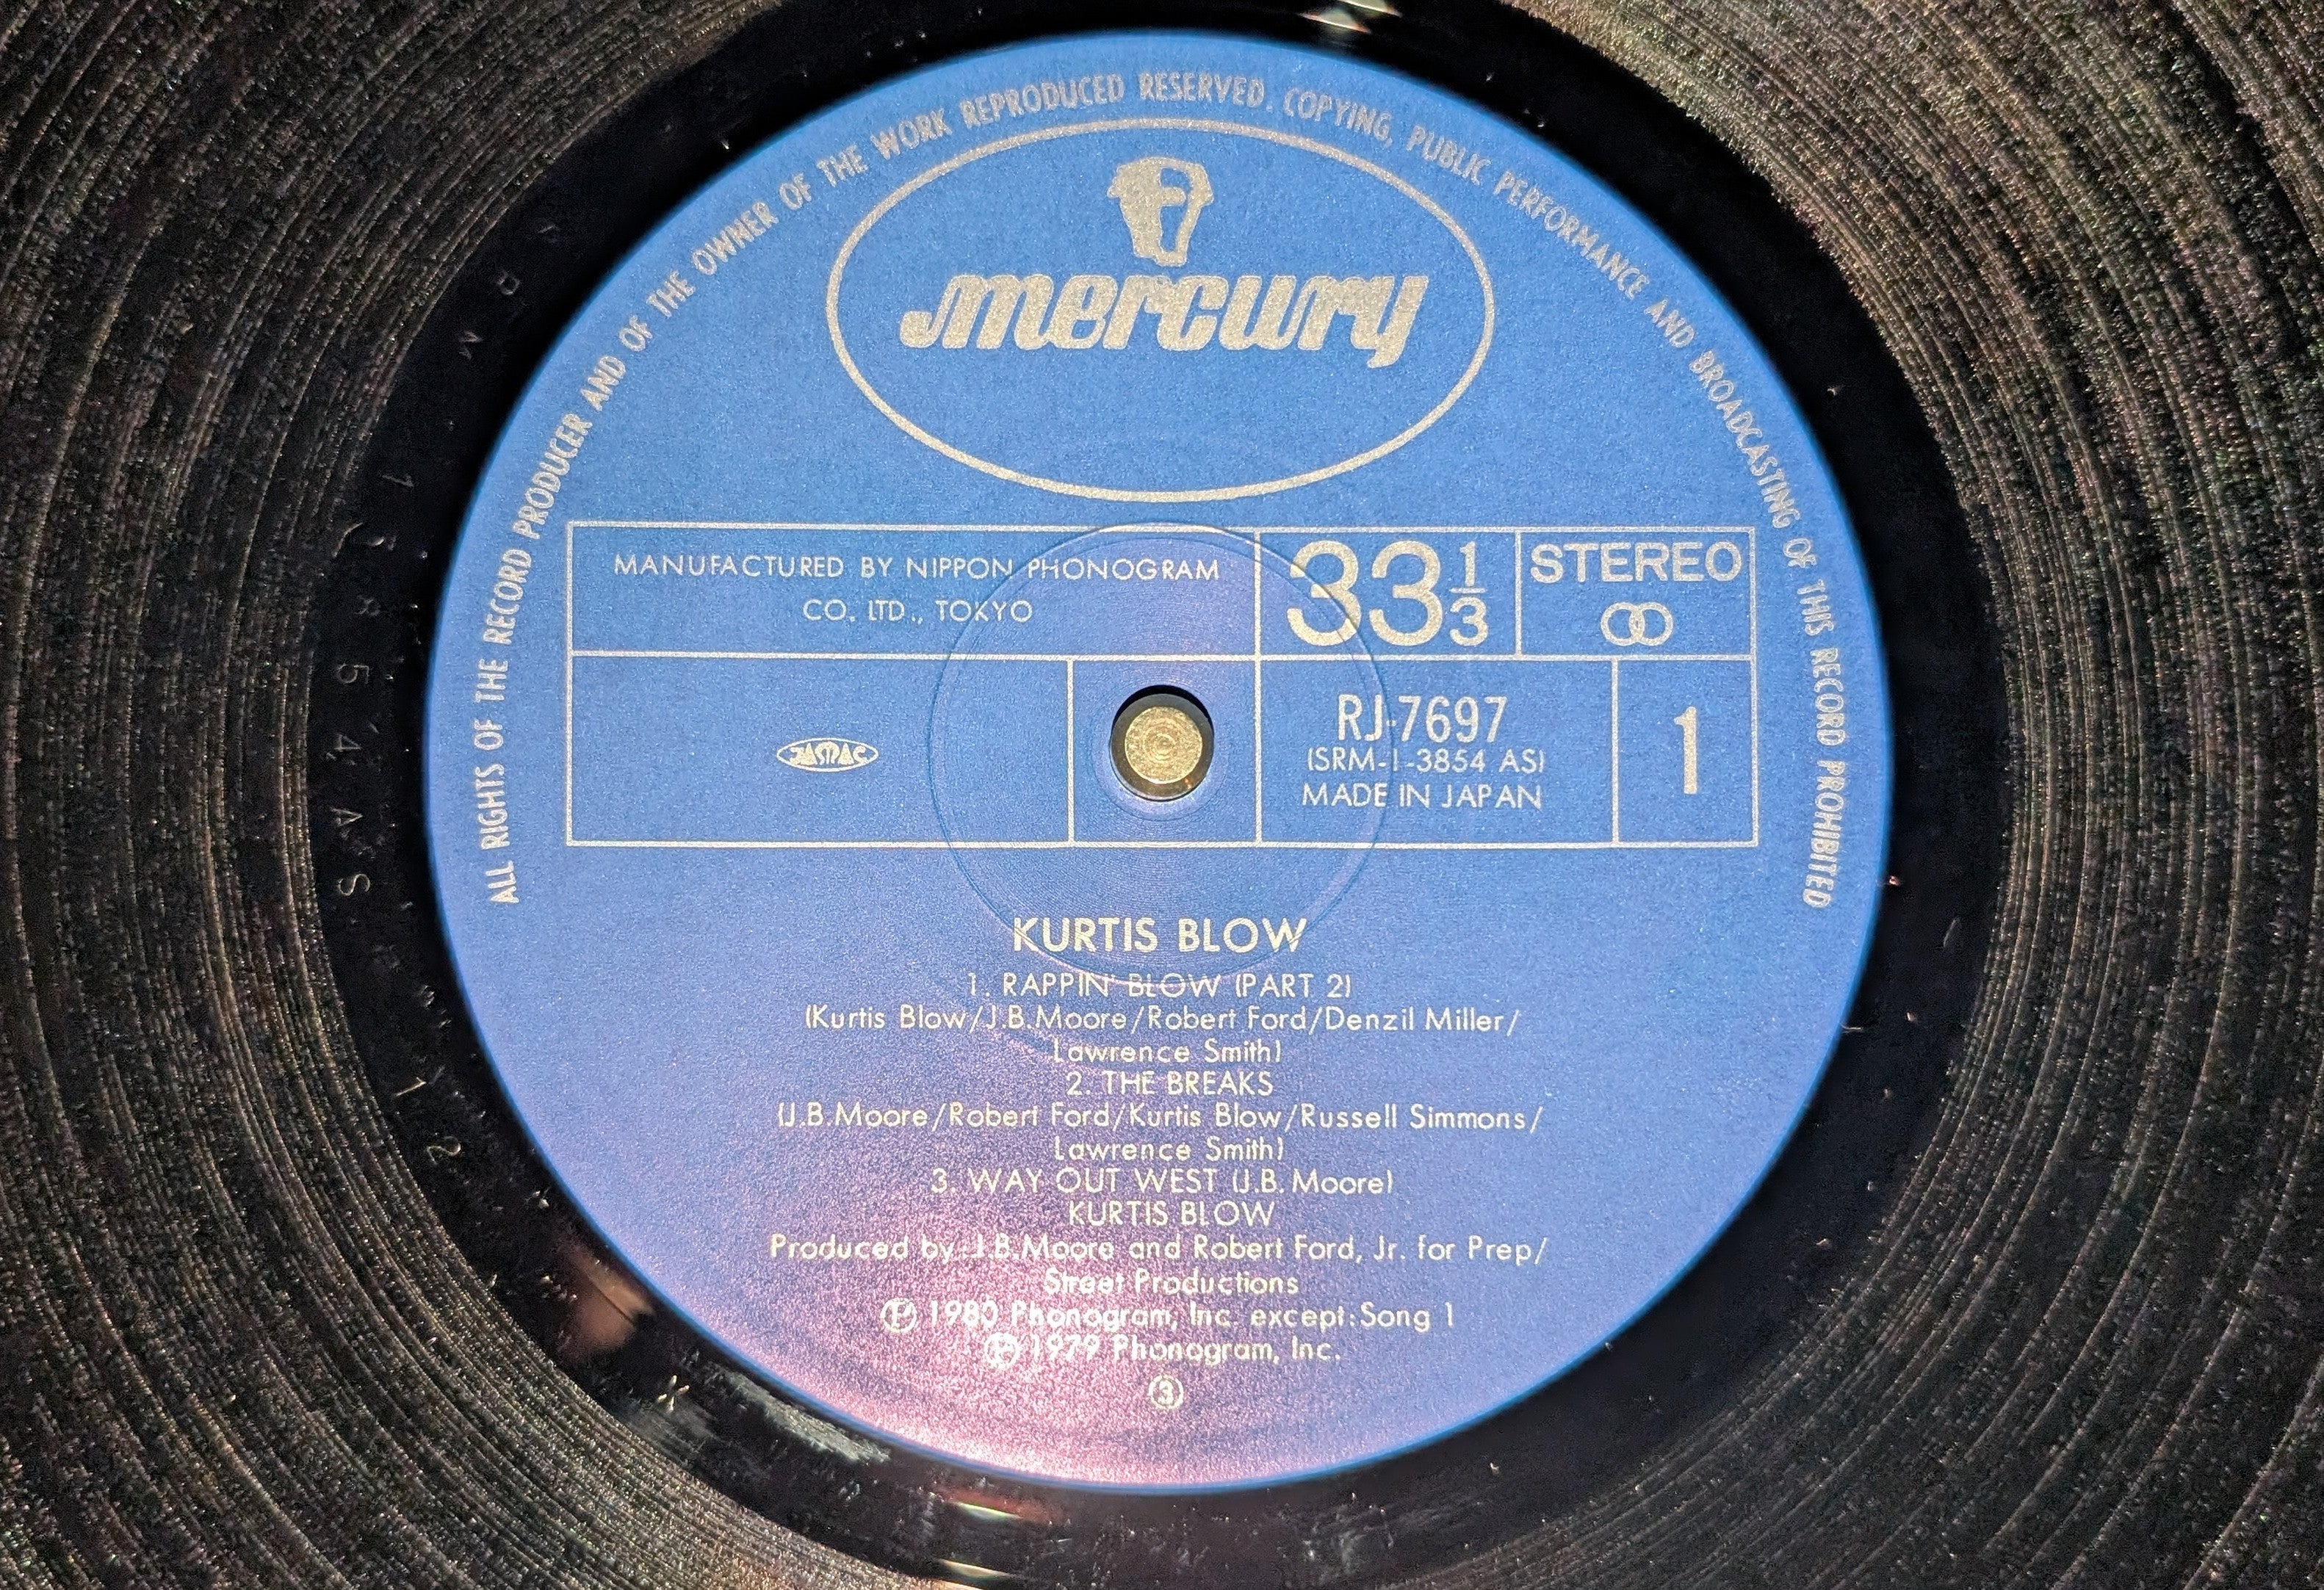 ALL RIGHTS OF THE RECORD PRODUCER AND OF THE OWNER OF THE WORK REPRODUCED RESERVED. COPYING, PUBLIC PERFORMANCE AND BROADCASTING OF THIS RECORD PROHIBITED
mercury
MANUFACTURED BY NIPPON PHONOGRAM
CO. LTD., TOKYO
33 1/3
STEREO
JASRAC
RJ-7697
(SRM-1-3854 AS)
MADE IN JAPAN
1
KURTIS BLOW
1. RAPPIN' BLOW (PART 2)
(Kurtis Blow/J.B.Moore/Robert Ford/Denzil Miller/
Lawrence Smith)
2. THE BREAKS
(J.B.Moore/Robert Ford/Kurtis Blow/Russell Simmons/
Lawrence Smith)
3. WAY OUT WEST (J.B. Moore)
KURTIS BLOW
Produced by:J.B.Moore and Robert Ford, Jr. for Prep/
Street Productions
Ⓟ 1980 Phonogram, Inc. except:Song 1
Ⓟ 1979 Phonogram, Inc.
③